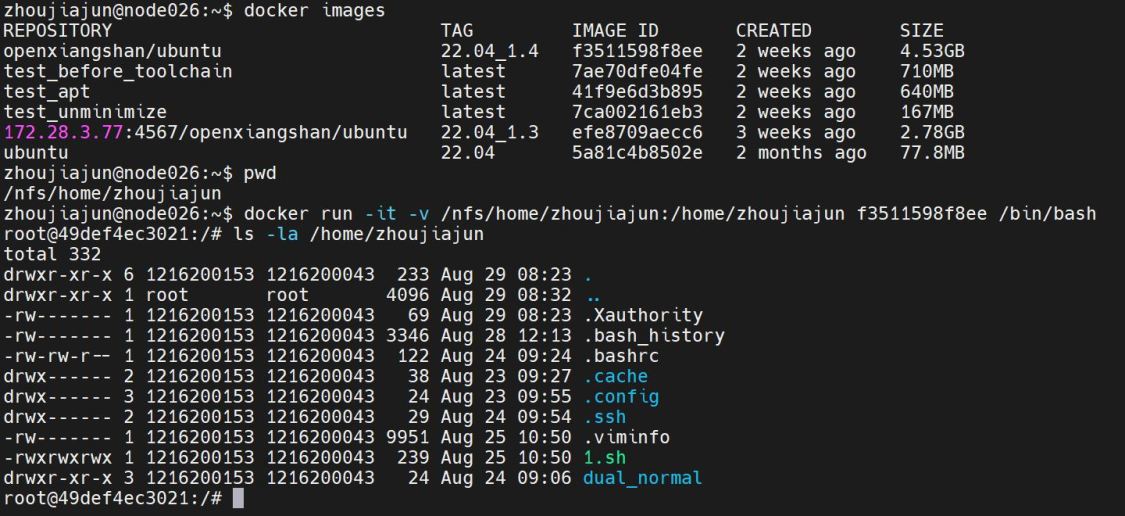 zhoujiajun@node026:~$ docker images
REPOSITORY TAG IMAGE ID CREATED SIZE
openxiangshan/ubuntu 22.04_1.4 f3511598f8ee 2 weeks ago 4.53GB
test_before_toolchain latest 7ae70dfe04fe 2 weeks ago 710MB
test_apt latest 41f9e6d3b895 2 weeks ago 640MB
test_unminimize latest 7ca002161eb3 2 weeks ago 167MB
172.28.3.77:4567/openxiangshan/ubuntu 22.04_1.3 efe8709aecc6 3 weeks ago 2.78GB
ubuntu 22.04 5a81c4b8502e 2 months ago 77.8MB
zhoujiajun@node026:~$ pwd
/nfs/home/zhoujiajun
zhoujiajun@node026:~$ docker run -it -v /nfs/home/zhoujiajun:/home/zhoujiajun f3511598f8ee /bin/bash
root@49def4ec3021:/# ls -la /home/zhoujiajun
total 332
drwxr-xr-x 6 1216200153 1216200043 233 Aug 29 08:23 .
drwxr-xr-x 1 root root 4096 Aug 29 08:32 ..
-rw------- 1 1216200153 1216200043 69 Aug 29 08:23 .Xauthority
-rw------- 1 1216200153 1216200043 3346 Aug 28 12:13 .bash_history
-rw-rw-r-- 1 1216200153 1216200043 122 Aug 24 09:24 .bashrc
drwx------ 2 1216200153 1216200043 38 Aug 23 09:27 .cache
drwx------ 3 1216200153 1216200043 24 Aug 23 09:55 .config
drwx------ 2 1216200153 1216200043 29 Aug 24 09:54 .ssh
-rw------- 1 1216200153 1216200043 9951 Aug 25 10:50 .viminfo
-rwxrwxrwx 1 1216200153 1216200043 239 Aug 25 10:50 1.sh
drwxr-xr-x 3 1216200153 1216200043 24 Aug 24 09:06 dual_normal
root@49def4ec3021:/#